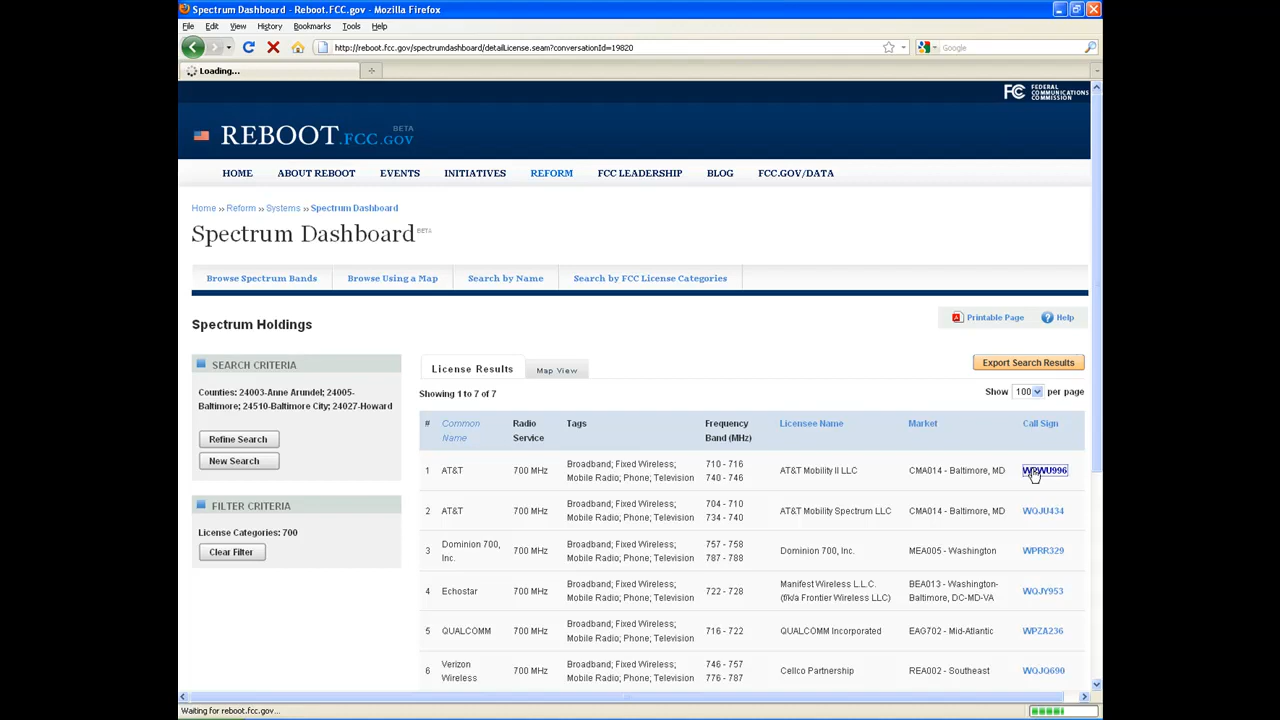 Spectrum Dashboard - Reboot.FCC.gov - Mozilla Firefox
File Edit View History Bookmarks Tools Help
http://reboot.fcc.gov/spectrumdashboard/detailLicense.seam?conversationId=19820
Google
Loading...
FCC FEDERAL COMMUNICATIONS COMMISSION
REBOOT.FCC.GOV BETA
HOME ABOUT REBOOT EVENTS INITIATIVES REFORM FCC LEADERSHIP BLOG FCC.GOV/DATA
Home ›› Reform ›› Systems ›› Spectrum Dashboard
Spectrum Dashboard BETA
Browse Spectrum Bands Browse Using a Map Search by Name Search by FCC License Categories
Spectrum Holdings
Printable Page Help
SEARCH CRITERIA
Counties: 24003-Anne Arundel; 24005-
Baltimore; 24510-Baltimore City; 24027-Howard
Refine Search
New Search
FILTER CRITERIA
License Categories: 700
Clear Filter
License Results Map View
Export Search Results
Showing 1 to 7 of 7
Show 100 per page
# Common Name Radio Service Tags Frequency Band (MHz) Licensee Name Market Call Sign
1 AT&T 700 MHz Broadband; Fixed Wireless; Mobile Radio; Phone; Television 710 - 716 740 - 746 AT&T Mobility II LLC CMA014 - Baltimore, MD
2 AT&T 700 MHz Broadband; Fixed Wireless; Mobile Radio; Phone; Television 704 - 710 734 - 740 AT&T Mobility Spectrum LLC CMA014 - Baltimore, MD WQJU434
3 Dominion 700, Inc. 700 MHz Broadband; Fixed Wireless; Mobile Radio; Phone; Television 757 - 758 787 - 788 Dominion 700, Inc. MEA005 - Washington WPRR329
4 Echostar 700 MHz Broadband; Fixed Wireless; Mobile Radio; Phone; Television 722 - 728 Manifest Wireless L.L.C. (f/k/a Frontier Wireless LLC) BEA013 - Washington-Baltimore, DC-MD-VA WQJY953
5 QUALCOMM 700 MHz Broadband; Fixed Wireless; Mobile Radio; Phone; Television 716 - 722 QUALCOMM Incorporated EAG702 - Mid-Atlantic WPZA236
6 Verizon Wireless 700 MHz Broadband; Fixed Wireless; Mobile Radio; Phone; Television 746 - 757 776 - 787 Cellco Partnership REA002 - Southeast WQJQ690
Waiting for reboot.fcc.gov...